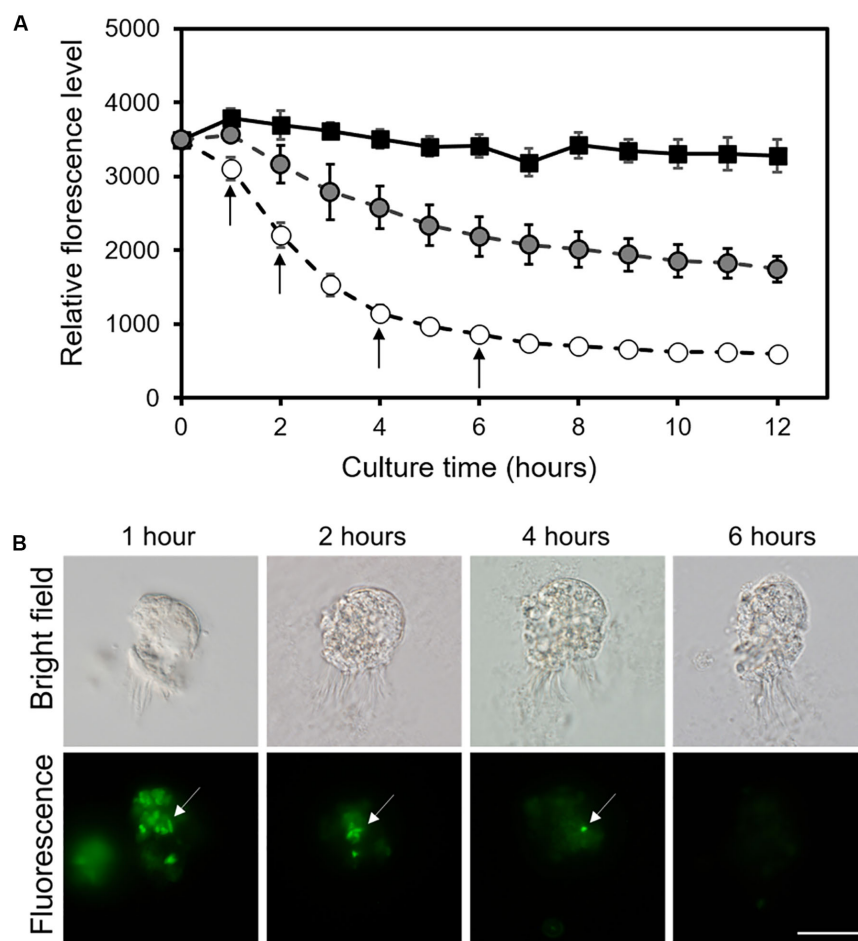 A
Relative florescence level
5000
4000
3000
2000
1000
0
0 2 4 6 8 10 12
Culture time (hours)
B
1 hour 2 hours 4 hours 6 hours
Bright field
Fluorescence